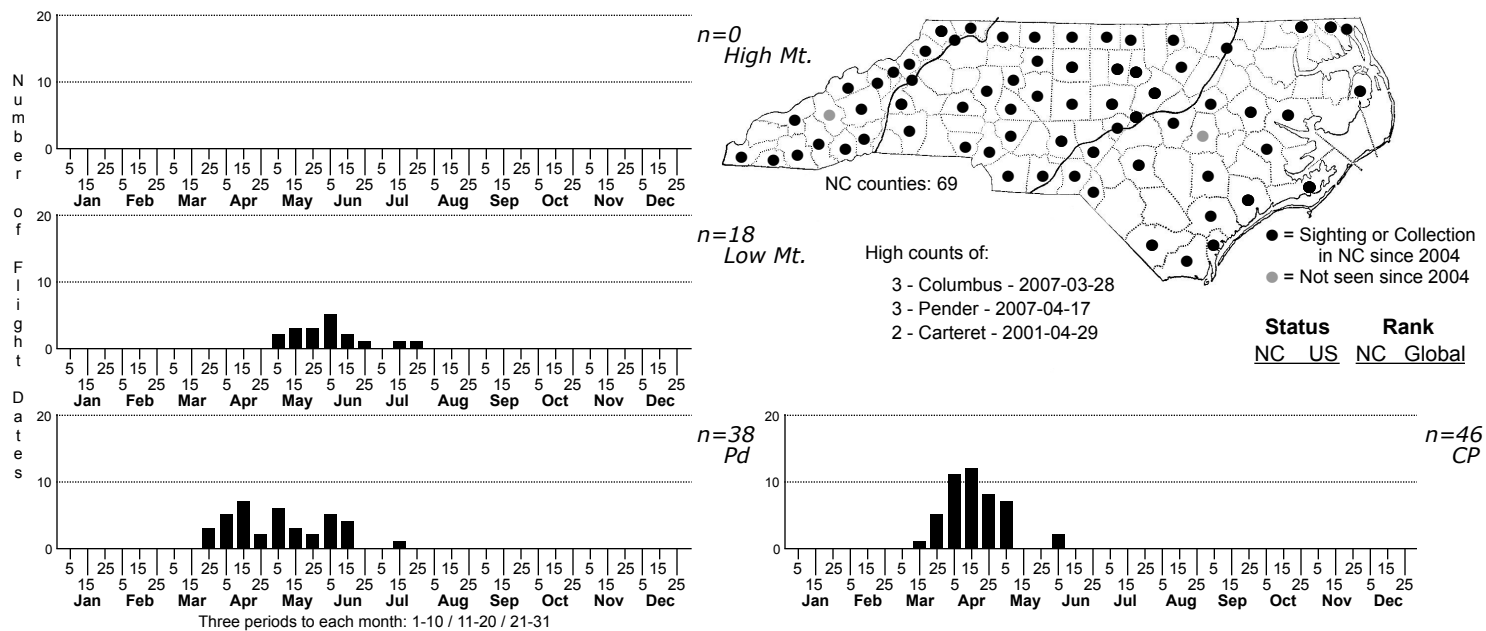 Number of Flight Dates
20
10
0
n=0
High Mt.
5 25 15 5 25 15 5 25 15 5 25 15 5 25 15 5 25 15
15 5 25 15 5 25 15 5 25 15 5 25 15 5 25 15 5 25
Jan Feb Mar Apr May Jun Jul Aug Sep Oct Nov Dec
20
10
0
n=18
Low Mt.
5 25 15 5 25 15 5 25 15 5 25 15 5 25 15 5 25 15
15 5 25 15 5 25 15 5 25 15 5 25 15 5 25 15 5 25
Jan Feb Mar Apr May Jun Jul Aug Sep Oct Nov Dec
NC counties: 69
High counts of:
3 - Columbus - 2007-03-28
3 - Pender - 2007-04-17
2 - Carteret - 2001-04-29
= Sighting or Collection
in NC since 2004
= Not seen since 2004
Status Rank
NC US NC Global
20
10
0
n=38
Pd
5 25 15 5 25 15 5 25 15 5 25 15 5 25 15 5 25 15
15 5 25 15 5 25 15 5 25 15 5 25 15 5 25 15 5 25
Jan Feb Mar Apr May Jun Jul Aug Sep Oct Nov Dec
Three periods to each month: 1-10 / 11-20 / 21-31
20
10
0
n=46
CP
5 25 15 5 25 15 5 25 15 5 25 15 5 25 15 5 25 15
15 5 25 15 5 25 15 5 25 15 5 25 15 5 25 15 5 25
Jan Feb Mar Apr May Jun Jul Aug Sep Oct Nov Dec